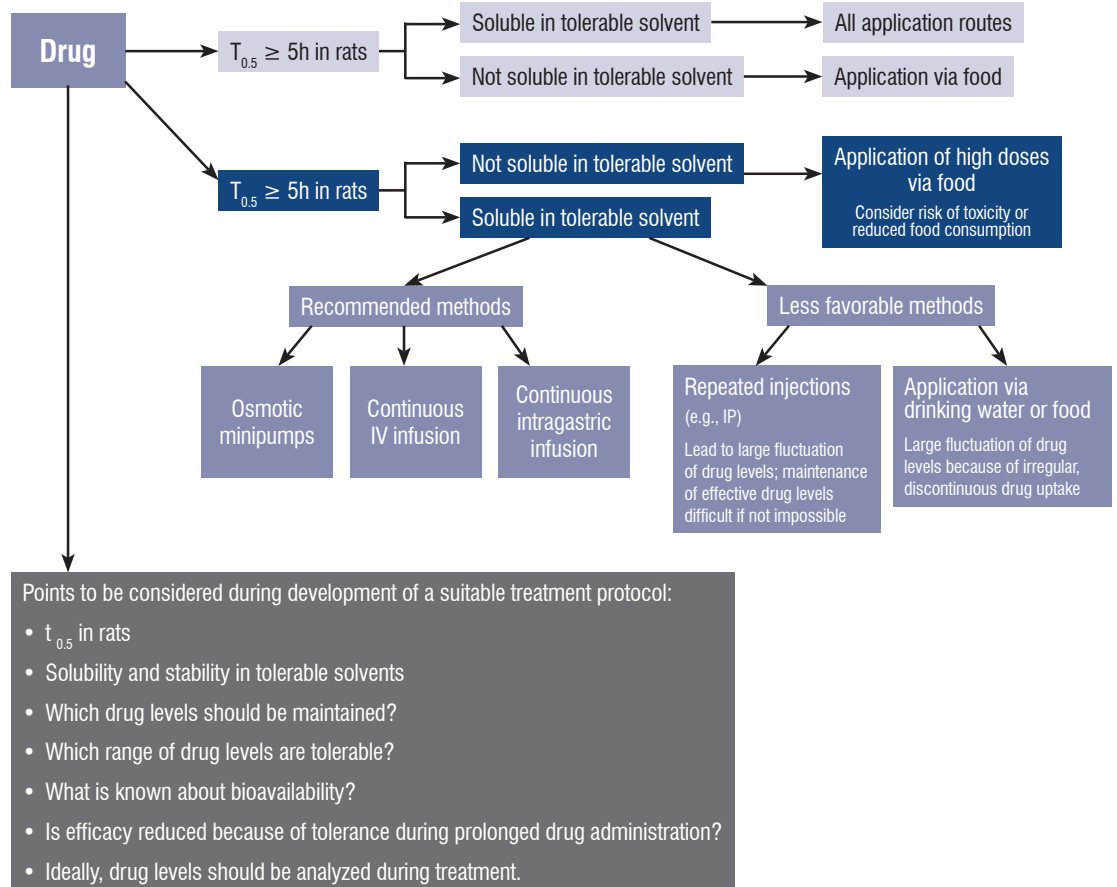 Drug
T0.5 ≥ 5h in rats
Soluble in tolerable solvent
All application routes
Not soluble in tolerable solvent
Application via food
T0.5 ≥ 5h in rats
Not soluble in tolerable solvent
Application of high doses
via food
Consider risk of toxicity or
reduced food consumption
Soluble in tolerable solvent
Recommended methods
Osmotic
minipumps
Continuous
IV infusion
Continuous
intragastric
infusion
Less favorable methods
Repeated injections
(e.g., IP)
Lead to large fluctuation
of drug levels; maintenance
of effective drug levels
difficult if not impossible
Application via
drinking water or food
Large fluctuation of drug
levels because of irregular,
discontinuous drug uptake
Points to be considered during development of a suitable treatment protocol:
• t 0.5 in rats
• Solubility and stability in tolerable solvents
• Which drug levels should be maintained?
• Which range of drug levels are tolerable?
• What is known about bioavailability?
• Is efficacy reduced because of tolerance during prolonged drug administration?
• Ideally, drug levels should be analyzed during treatment.